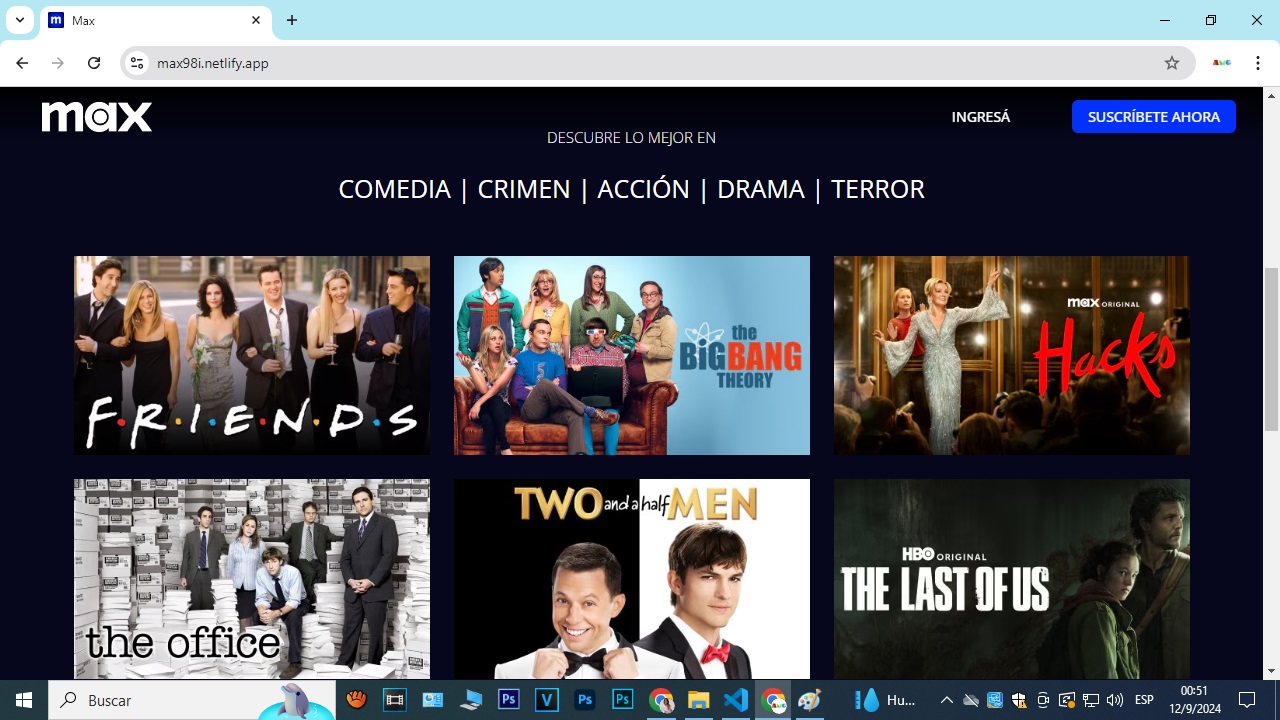 Max
max98i.netlify.app
max
INGRESÁ
SUSCRÍBETE AHORA
DESCUBRE LO MEJOR EN
COMEDIA | CRIMEN | ACCIÓN | DRAMA | TERROR
F·R·I·E·N·D·S
the
BIGBANG
THEORY
max ORIGINAL
Hacks
the office
TWO and a half MEN
HBO ORIGINAL
THE LAST OF US
Buscar
Hu...
ESP
00:51
12/9/2024